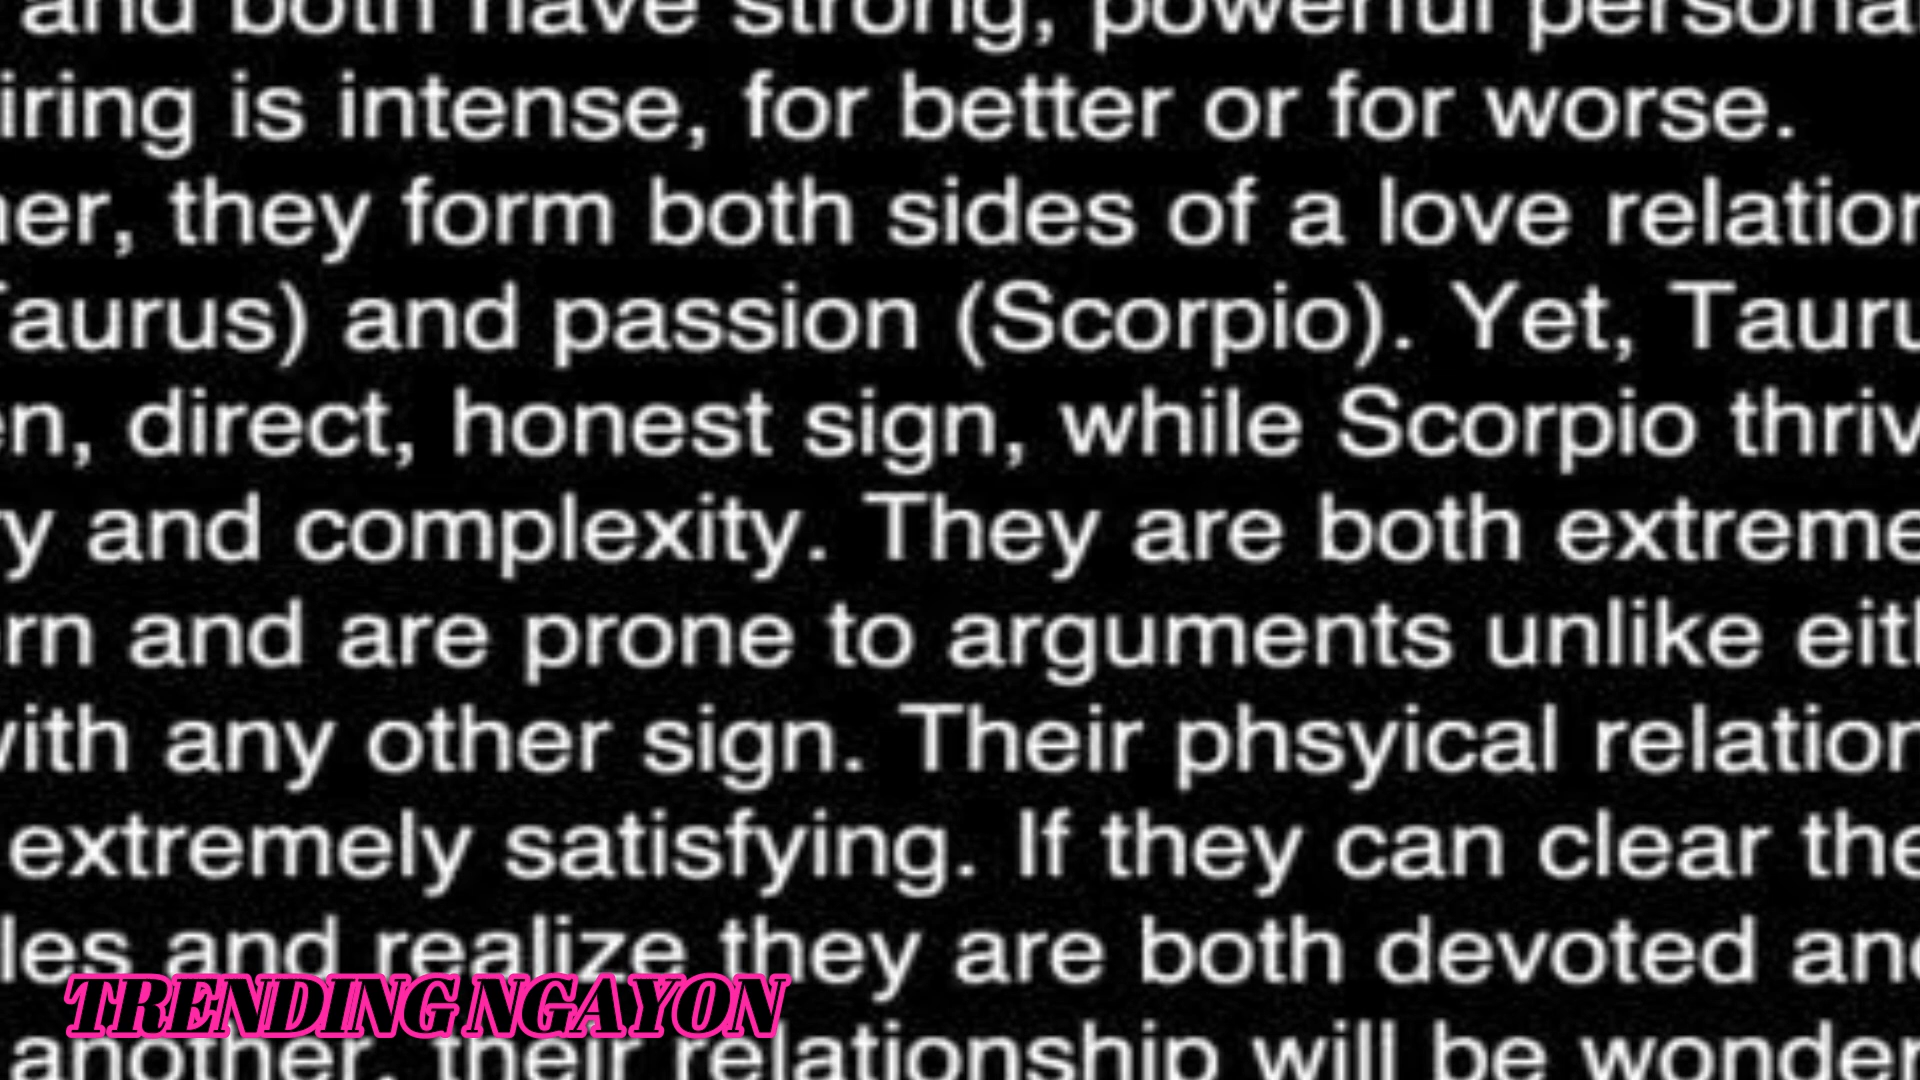 and both have strong, powerful persona
iring is intense, for better or for worse.
her, they form both sides of a love relation
Taurus) and passion (Scorpio). Yet, Tauru
en, direct, honest sign, while Scorpio thriv
ry and complexity. They are both extreme
orn and are prone to arguments unlike eith
with any other sign. Their phsyical relation
extremely satisfying. If they can clear the
les and realize they are both devoted and
TRENDING NGAYON
another, their relationship will be wonder